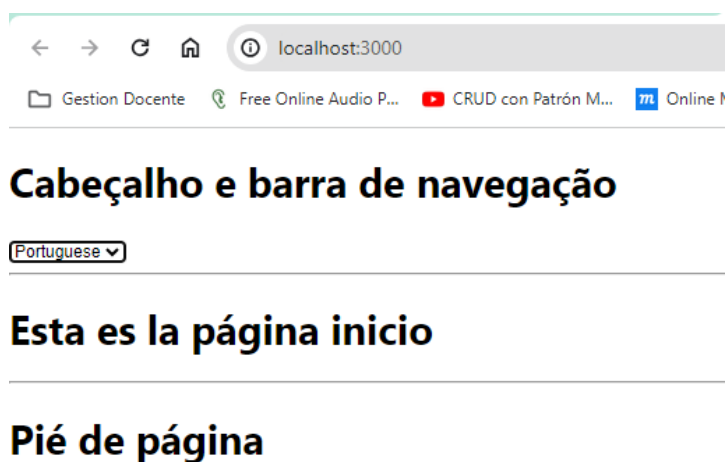 localhost:3000
Gestion Docente Free Online Audio P... CRUD con Patrón M... Online
Cabeçalho e barra de navegação
Portuguese
Esta es la página inicio
Pié de página